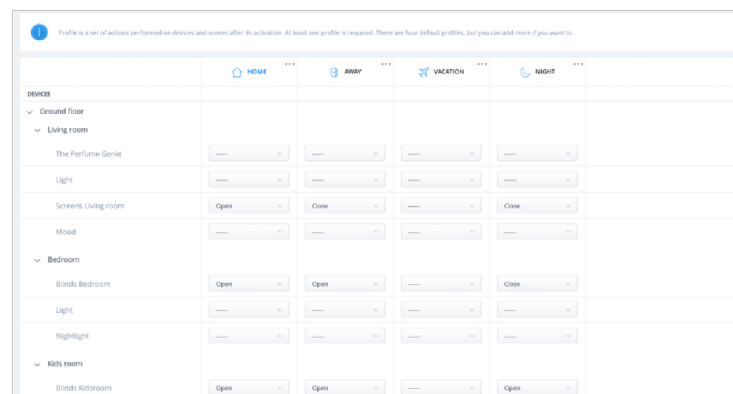 Profile is a set of actions performed on devices and scenes after its activation. At least one profile is required. There are four default profiles, but you can add more if you want to.
HOME AWAY VACATION NIGHT
DEVICES
Ground floor
Living room
The Perfume Genie ---- ---- ---- ----
Light ---- ---- ---- ----
Screens Living room Open Close ---- Close
Mood ---- ---- ---- ----
Bedroom
Blinds Bedroom Open Open ---- Close
Light ---- ---- ---- ----
Nightlight ---- ---- ---- ----
Kids room
Blinds Kidsroom Open Open ---- Open